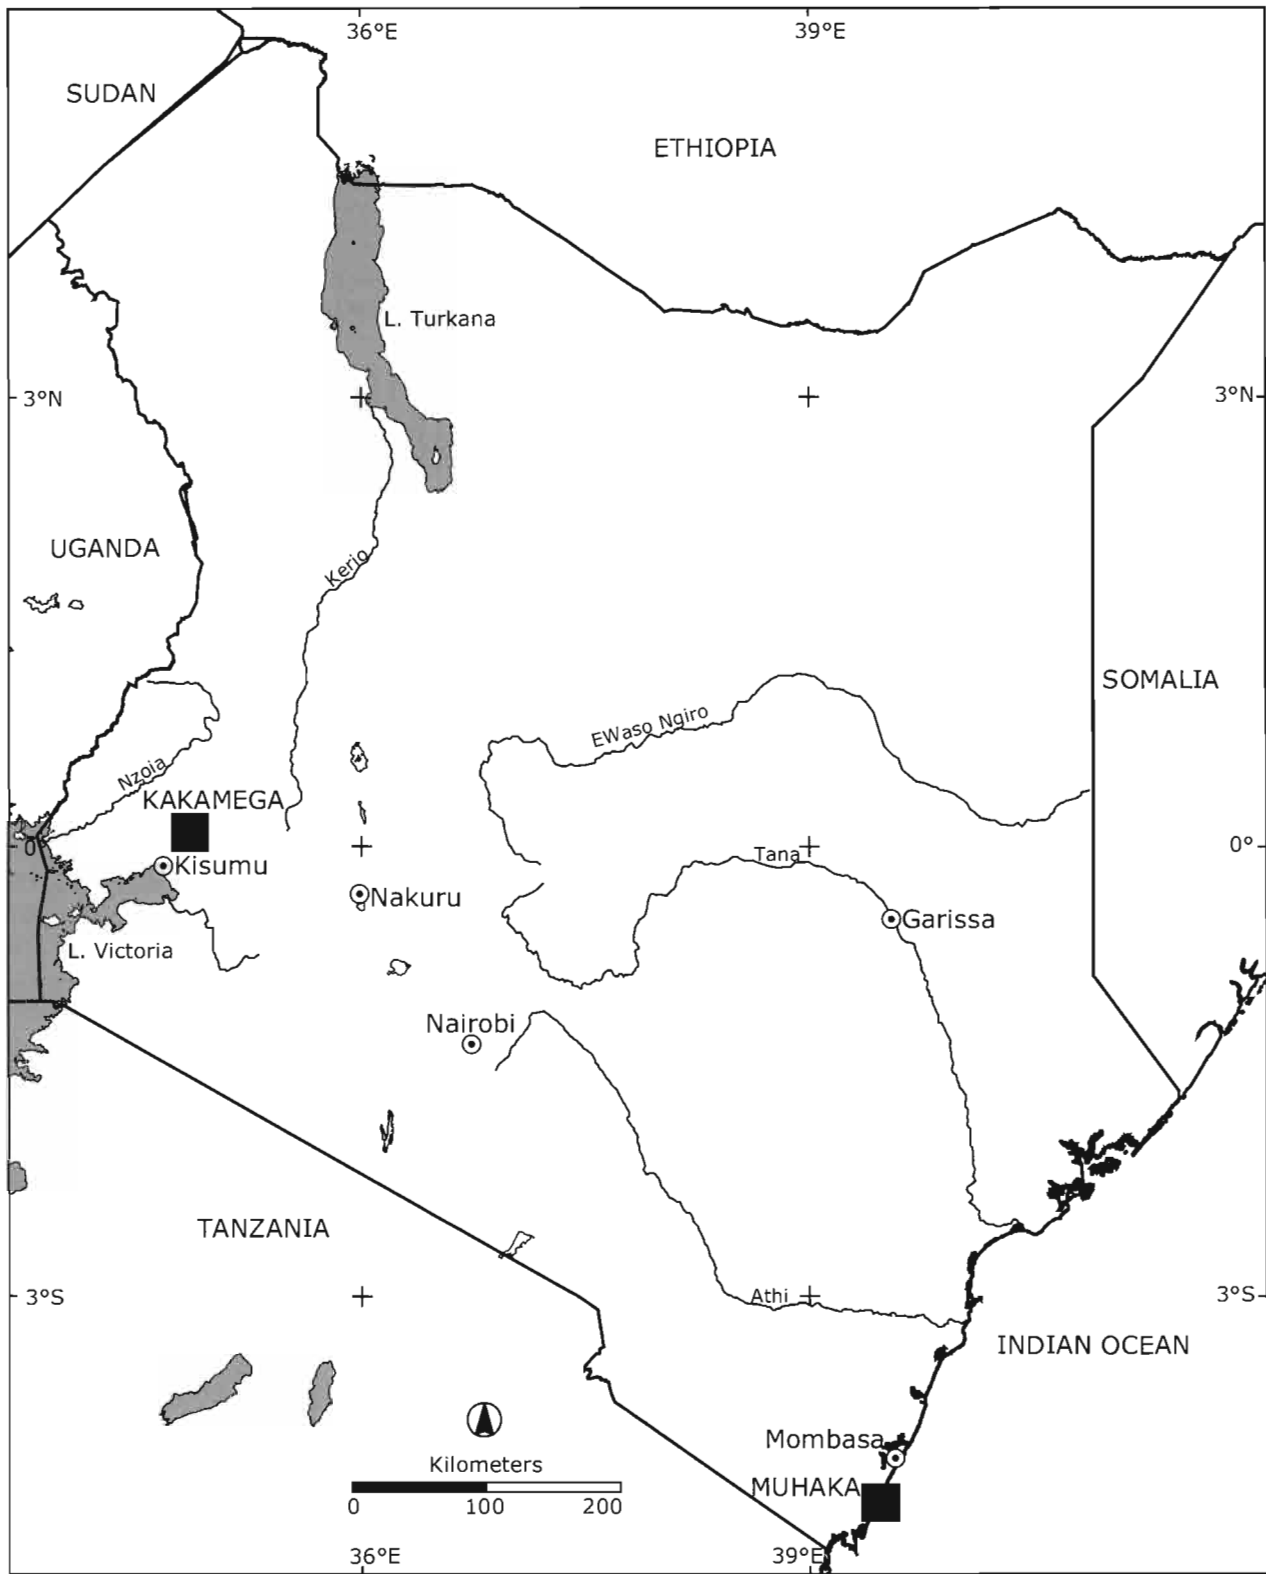 36°E
39°E
SUDAN
ETHIOPIA
L. Turkana
3°N
3°N
UGANDA
Kerio
SOMALIA
EWaso Ngiro
Nzoia
KAKAMEGA
0°
Tana
0°
Kisumu
Nakuru
Garissa
L. Victoria
Nairobi
TANZANIA
3°S
Athi
3°S
INDIAN OCEAN
Mombasa
Kilometers
MUHAKA
0 100 200
36°E
39°E